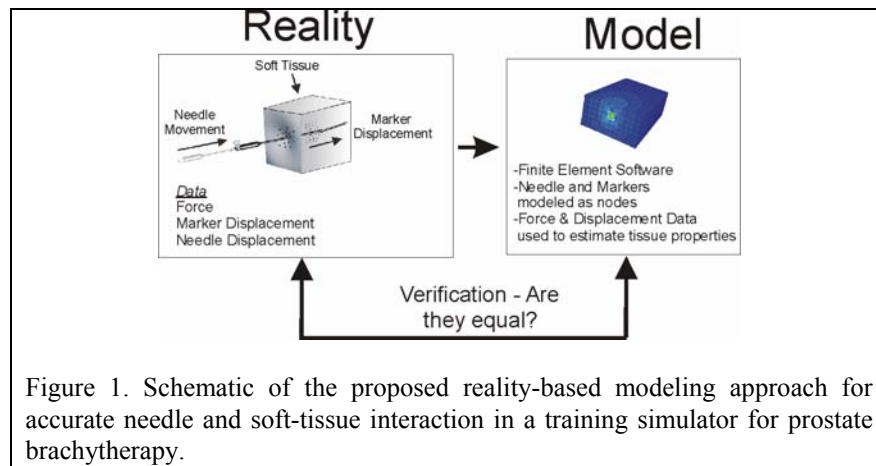 Reality
Model
Soft Tissue
Needle
Movement
Marker
Displacement
Data
Force
Marker Displacement
Needle Displacement
-Finite Element Software
-Needle and Markers
modeled as nodes
-Force & Displacement Data
used to estimate tissue properties
Verification - Are
they equal?
Figure 1. Schematic of the proposed reality-based modeling approach for
accurate needle and soft-tissue interaction in a training simulator for prostate
brachytherapy.